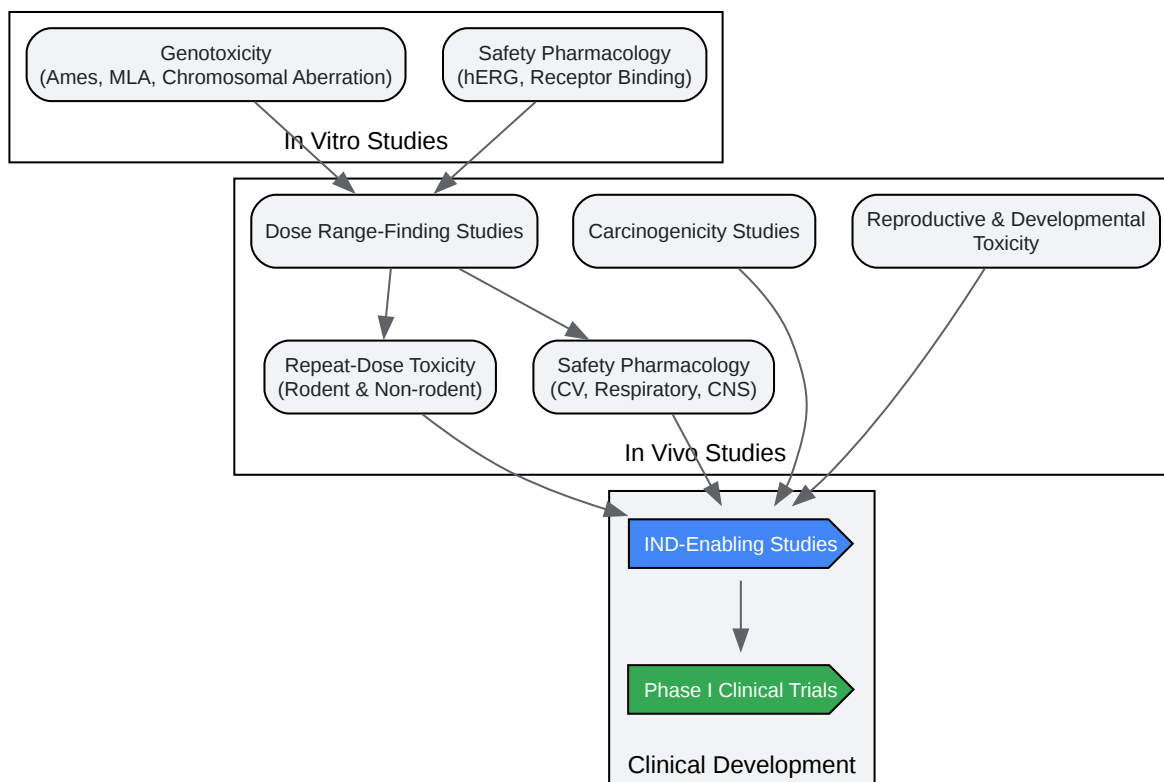 Genotoxicity
(Ames, MLA, Chromosomal Aberration)
Safety Pharmacology
(hERG, Receptor Binding)
In Vitro Studies
Dose Range-Finding Studies
Carcinogenicity Studies
Reproductive & Developmental
Toxicity
Repeat-Dose Toxicity
(Rodent & Non-rodent)
Safety Pharmacology
(CV, Respiratory, CNS)
In Vivo Studies
IND-Enabling Studies
Phase I Clinical Trials
Clinical Development